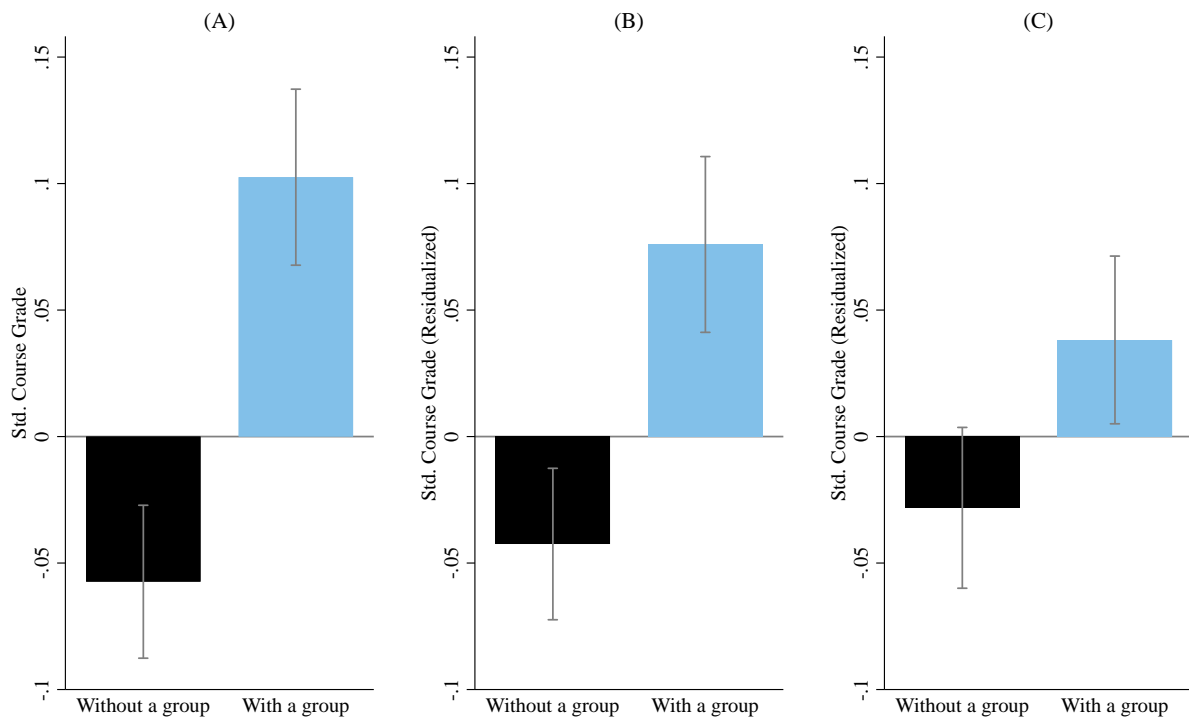 (A)
Std. Course Grade
.15
.1
.05
0
-.05
-.1
Without a group
With a group
(B)
Std. Course Grade (Residualized)
.15
.1
.05
0
-.05
-.1
Without a group
With a group
(C)
Std. Course Grade (Residualized)
.15
.1
.05
0
-.05
-.1
Without a group
With a group